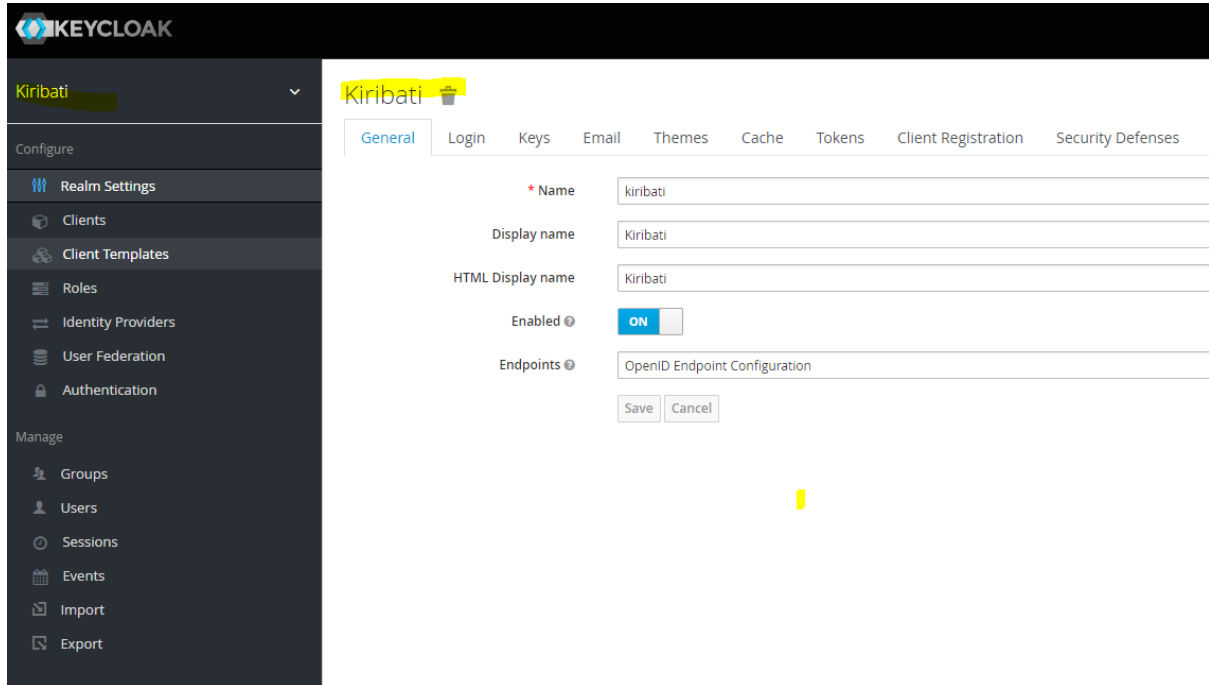 KEYCLOAK
Kiribati
Configure
Realm Settings
Clients
Client Templates
Roles
Identity Providers
User Federation
Authentication
Manage
Groups
Users
Sessions
Events
Import
Export
Kiribati
General Login Keys Email Themes Cache Tokens Client Registration Security Defenses
* Name kiribati
Display name Kiribati
HTML Display name Kiribati
Enabled ON
Endpoints OpenID Endpoint Configuration
Save Cancel